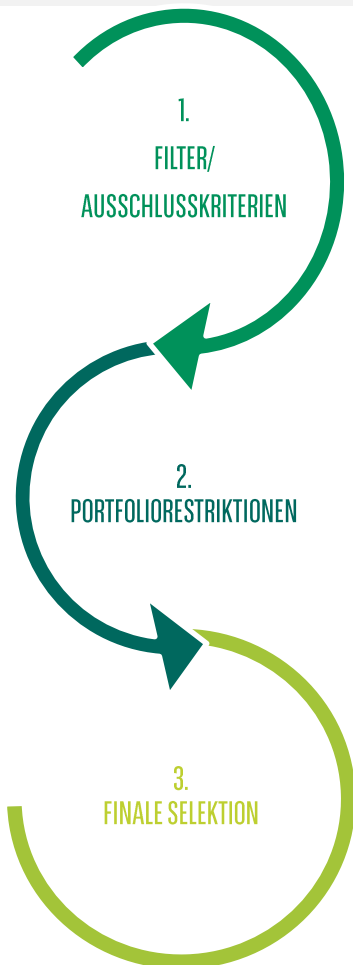 1.
FILTER/
AUSSCHLUSSKRITERIEN
2.
PORTFOLIORESTRIKTIONEN
3.
FINALE SELEKTION